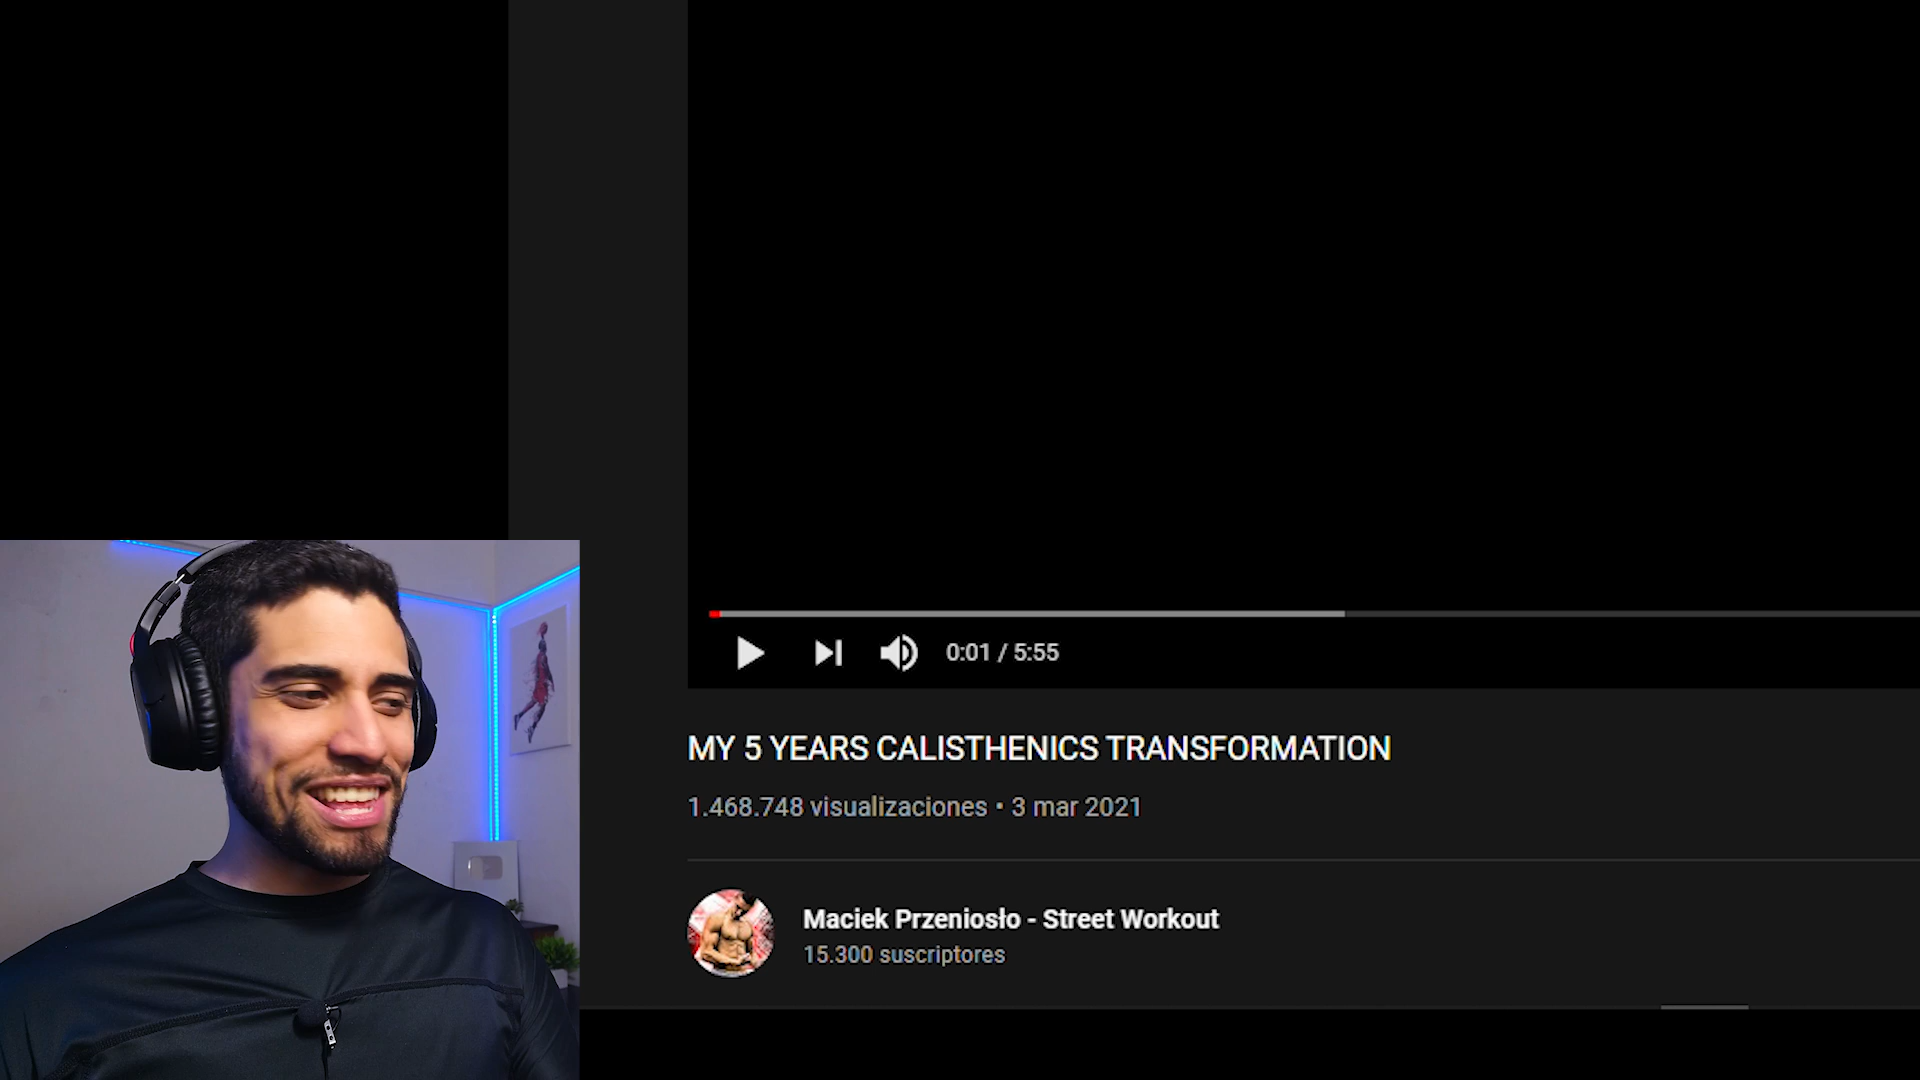 0:01 / 5:55
MY 5 YEARS CALISTHENICS TRANSFORMATION
1.468.748 visualizaciones • 3 mar 2021
Maciek Przeniosło - Street Workout
15.300 suscriptores